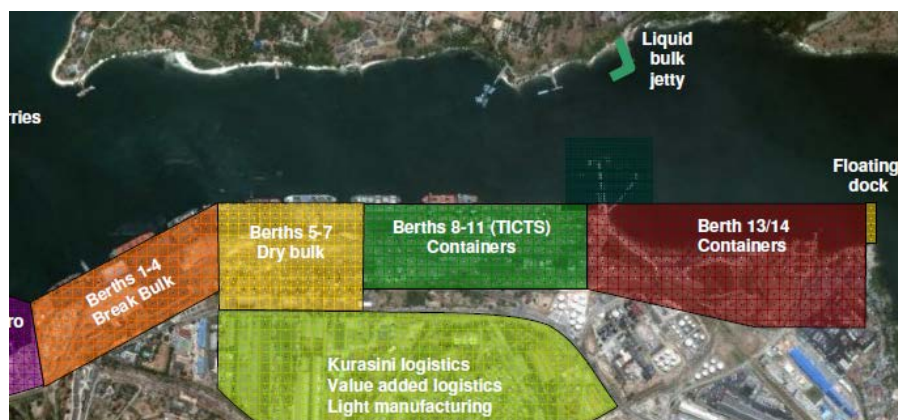 Liquid
bulk
jetty
rries
Floating
dock
Berths 5-7
Dry bulk
Berths 8-11 (TICTS)
Containers
Berth 13/14
Containers
Berths 1-4
Break Bulk
ro
Kurasini logistics
Value added logistics
Light manufacturing